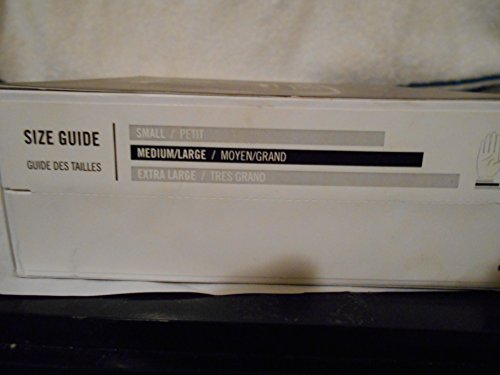 SIZE GUIDE
GUIDE DES TAILLES
SMALL / PETIT
MEDIUM/LARGE / MOYEN/GRAND
EXTRA LARGE / TRES GRAND